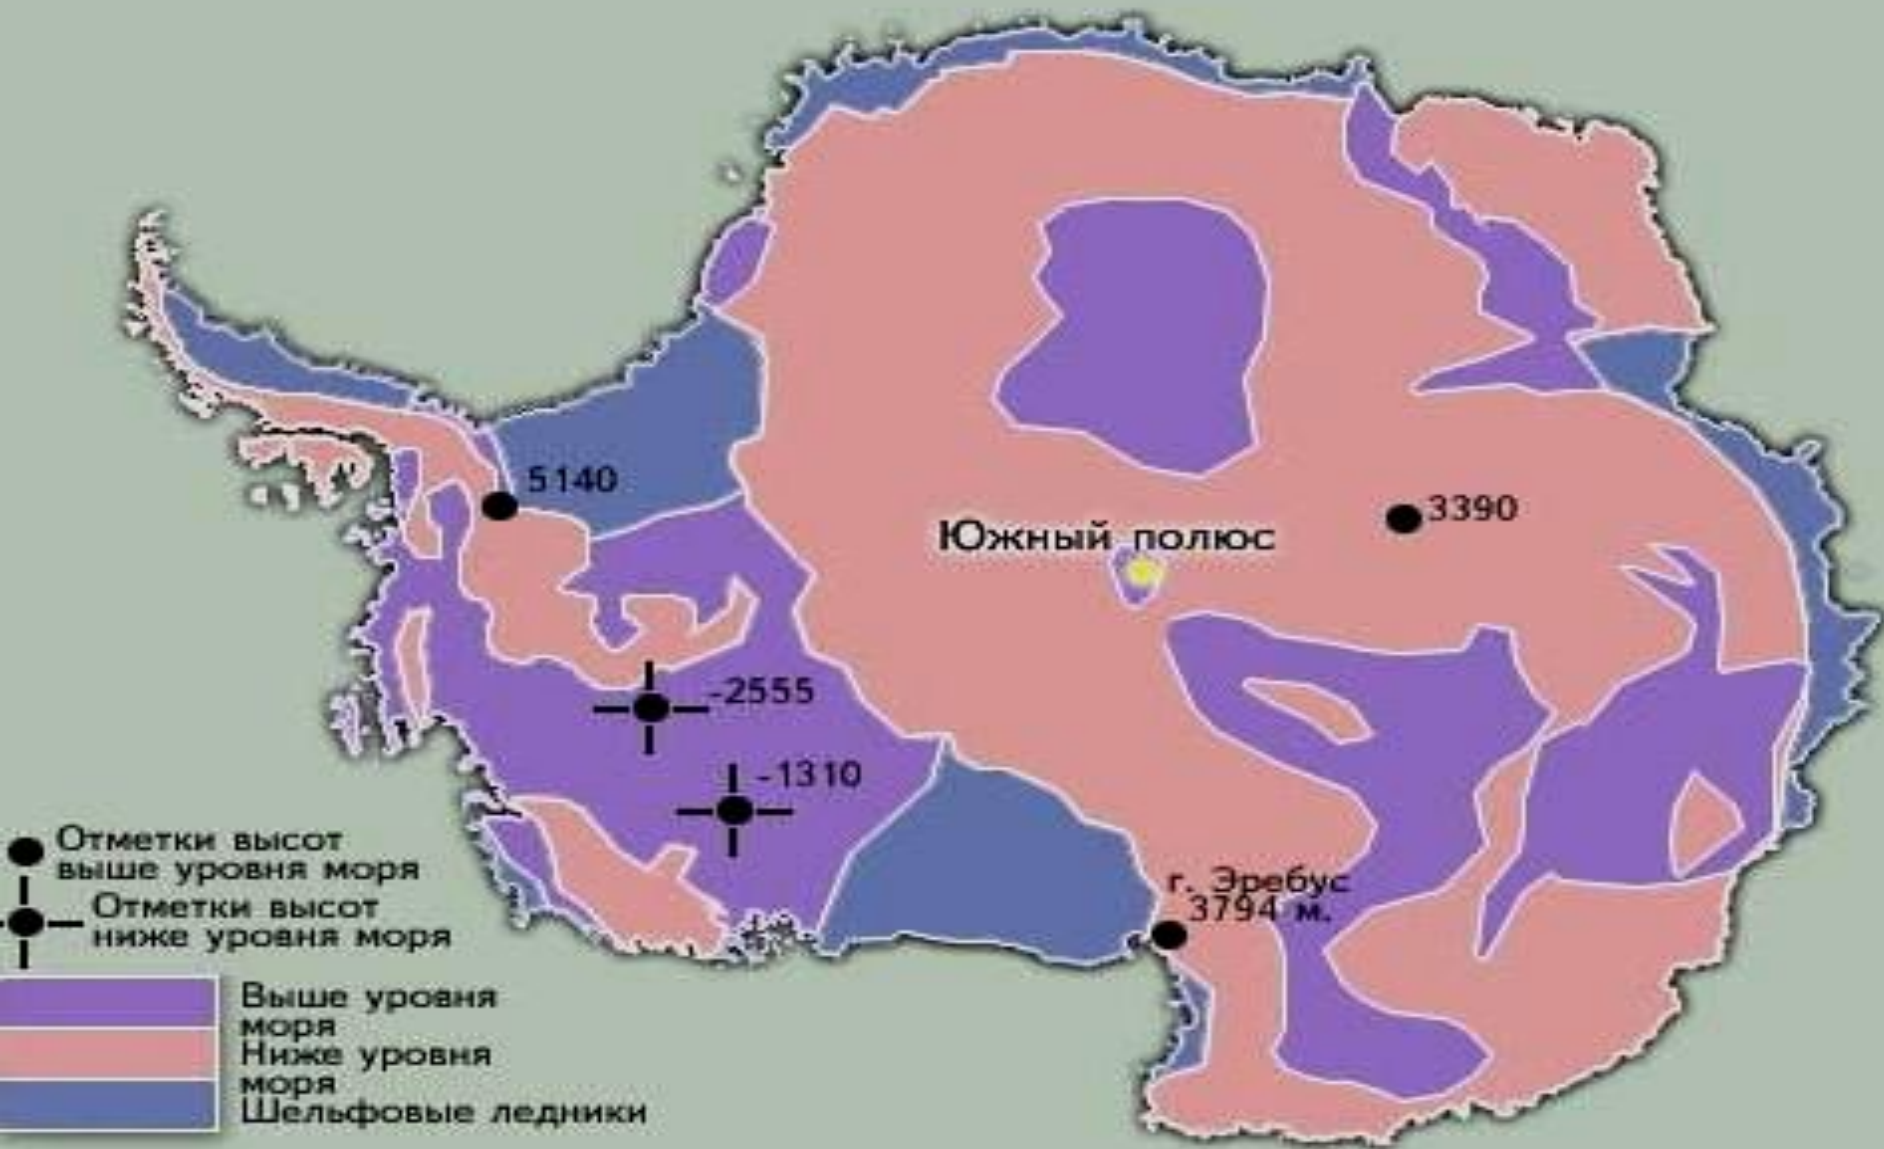 5140
3390
Южный полюс
-2555
-1310
г. Эребус
3794 м.
Отметки высот
выше уровня моря
Отметки высот
ниже уровня моря
Выше уровня
моря
Ниже уровня
моря
Шельфовые ледники